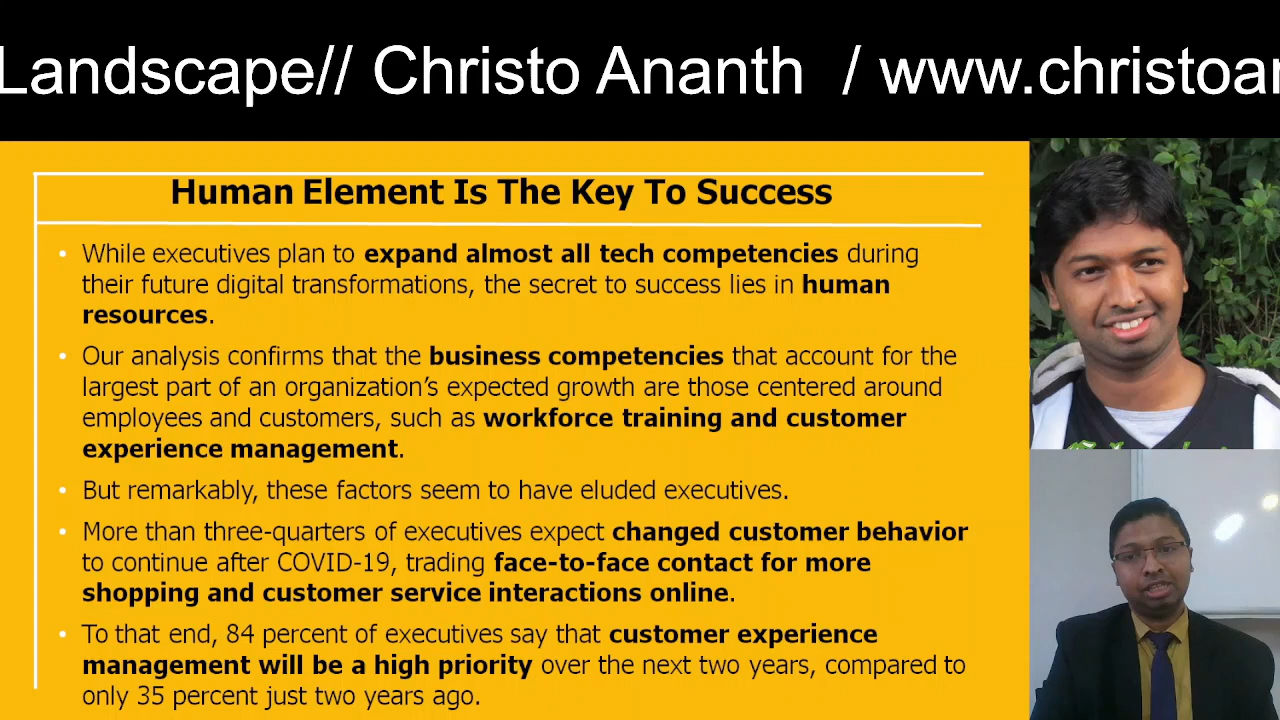 Landscape// Christo Ananth / www.christoar
Human Element Is The Key To Success
• While executives plan to expand almost all tech competencies during
their future digital transformations, the secret to success lies in human
resources.
• Our analysis confirms that the business competencies that account for the
largest part of an organization’s expected growth are those centered around
employees and customers, such as workforce training and customer
experience management.
• But remarkably, these factors seem to have eluded executives.
• More than three-quarters of executives expect changed customer behavior
to continue after COVID-19, trading face-to-face contact for more
shopping and customer service interactions online.
• To that end, 84 percent of executives say that customer experience
management will be a high priority over the next two years, compared to
only 35 percent just two years ago.